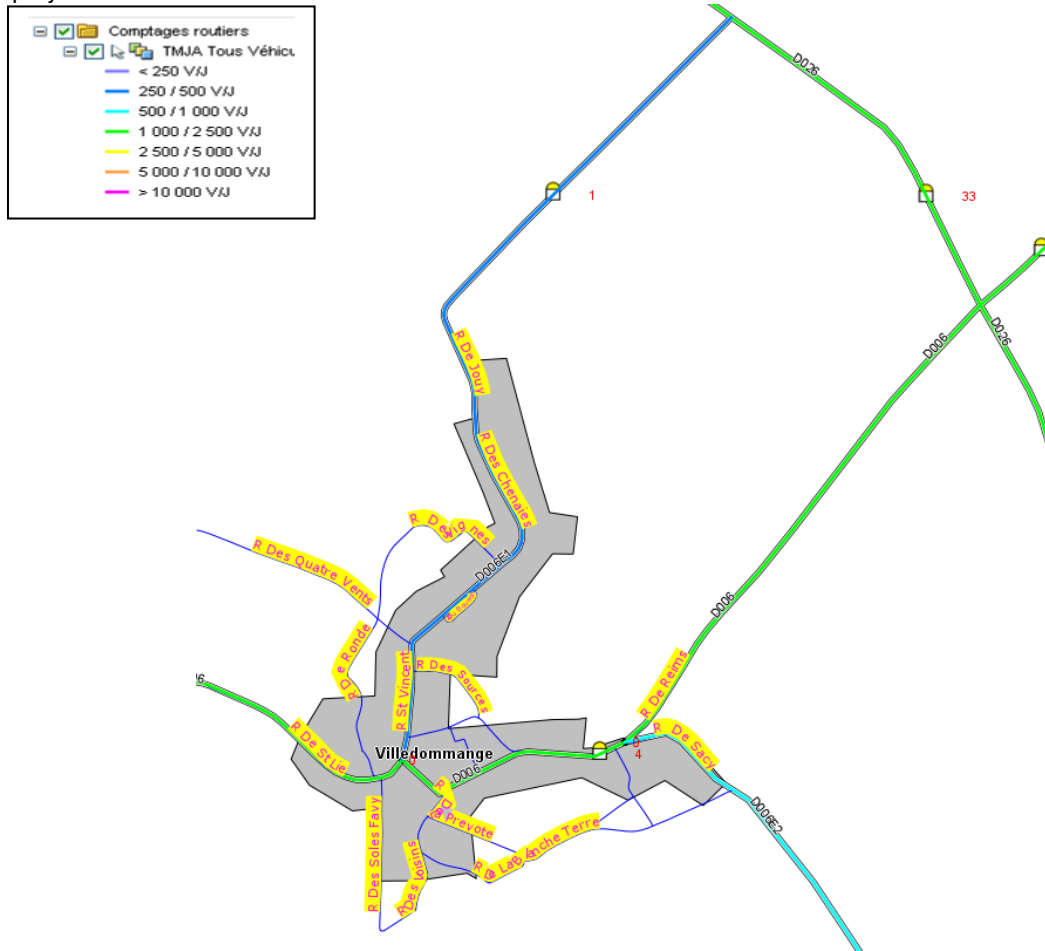 Comptages routiers
TMJA Tous Véhicu
< 250 V/J
250 / 500 V/J
500 / 1 000 V/J
1 000 / 2 500 V/J
2 500 / 5 000 V/J
5 000 / 10 000 V/J
> 10 000 V/J
D026
1
33
D026
D006
R De Jouy
R Des Chenaies
R Des Vignes
D006E1
R Des Quatre Vents
D006
R De Ronde
R St Vincent
R Des Sources
R De Reims
R De St Lie
R De Sacy
Villedommange
4
D006
D006E2
Prevote
R De La Blanche Terre
R Des Soles Favy
R Des Loisirs